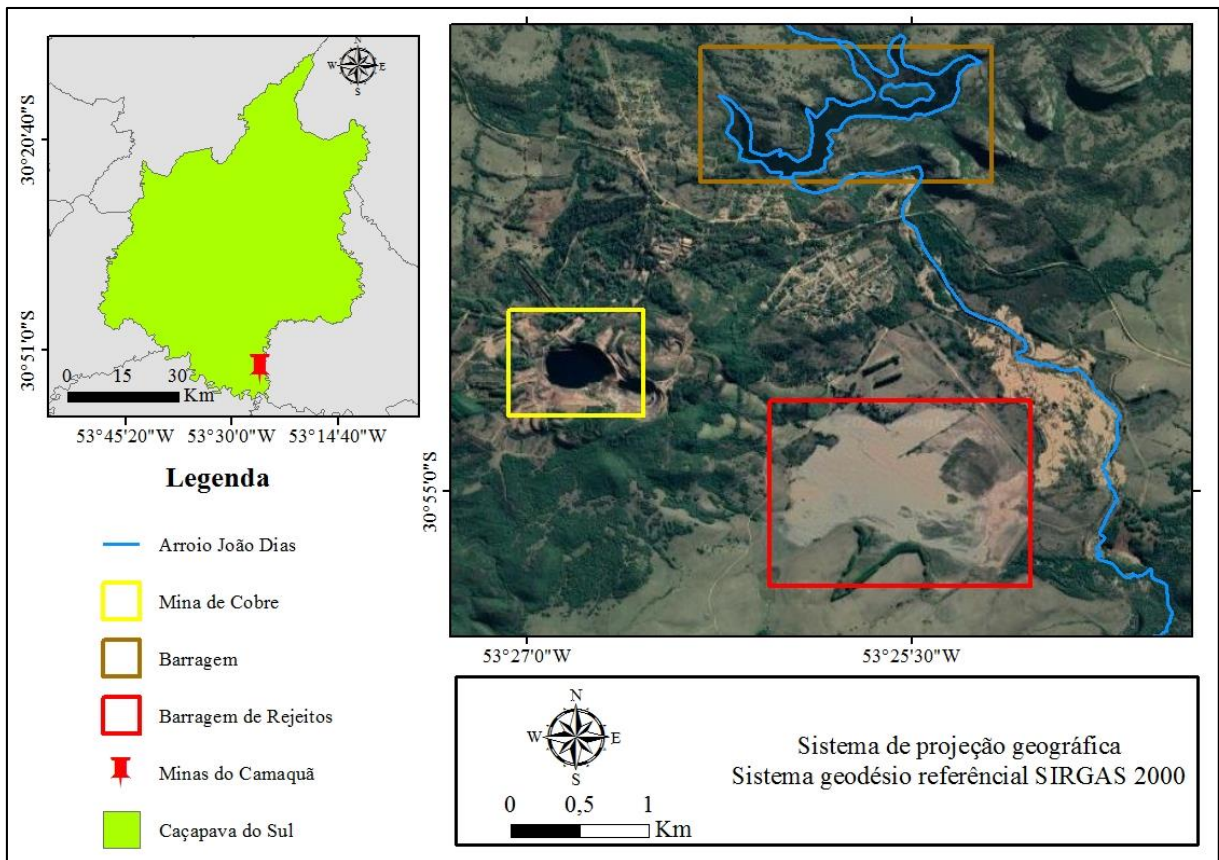 N
W
E
S
30°20'40"S
30°51'0"S
0
15
30
Km
53°45'20"W
53°30'0"W
53°14'40"W
30°55'0"S
53°27'0"W
53°25'30"W
Legenda
Arroio João Dias
Mina de Cobre
Barragem
Barragem de Rejeitos
Minas do Camaquã
Caçapava do Sul
N
W
E
S
0
0,5
1
Km
Sistema de projeção geográfica
Sistema geodésio referêncial SIRGAS 2000